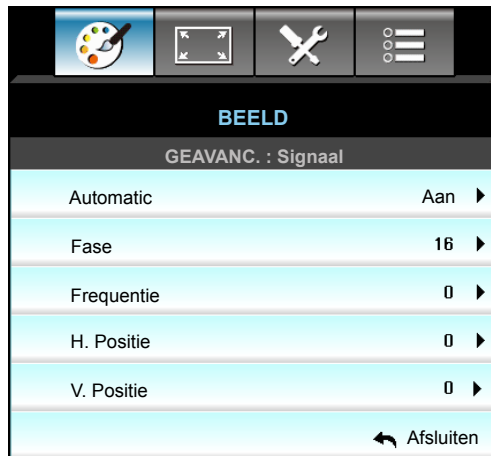 BEELD
GEAVANC. : Signaal
Automatic Aan
Fase 16
Frequentie 0
H. Positie 0
V. Positie 0
Afsluiten